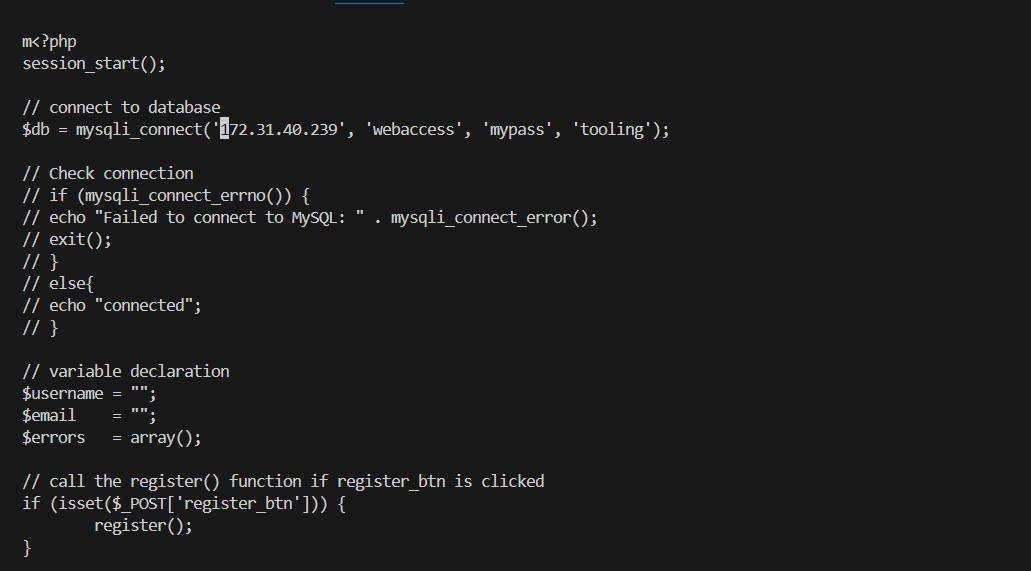 m<?php
session_start();

// connect to database
$db = mysqli_connect('172.31.40.239', 'webaccess', 'mypass', 'tooling');

// Check connection
// if (mysqli_connect_errno()) {
// echo "Failed to connect to MySQL: " . mysqli_connect_error();
// exit();
// }
// else{
// echo "connected";
// }

// variable declaration
$username = "";
$email    = "";
$errors   = array();

// call the register() function if register_btn is clicked
if (isset($_POST['register_btn'])) {
        register();
}